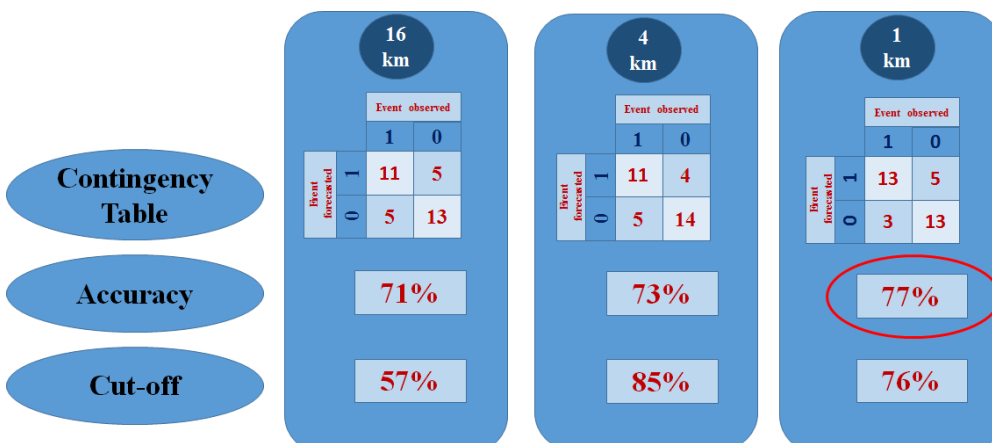 16
km
4
km
1
km
Event observed
1 0
Event
forecasted
1
11 5
0
5 13
Event observed
1 0
Event
forecasted
1
11 4
0
5 14
Event observed
1 0
Event
forecasted
1
13 5
0
3 13
Contingency
Table
Accuracy
71%
73%
77%
Cut-off
57%
85%
76%